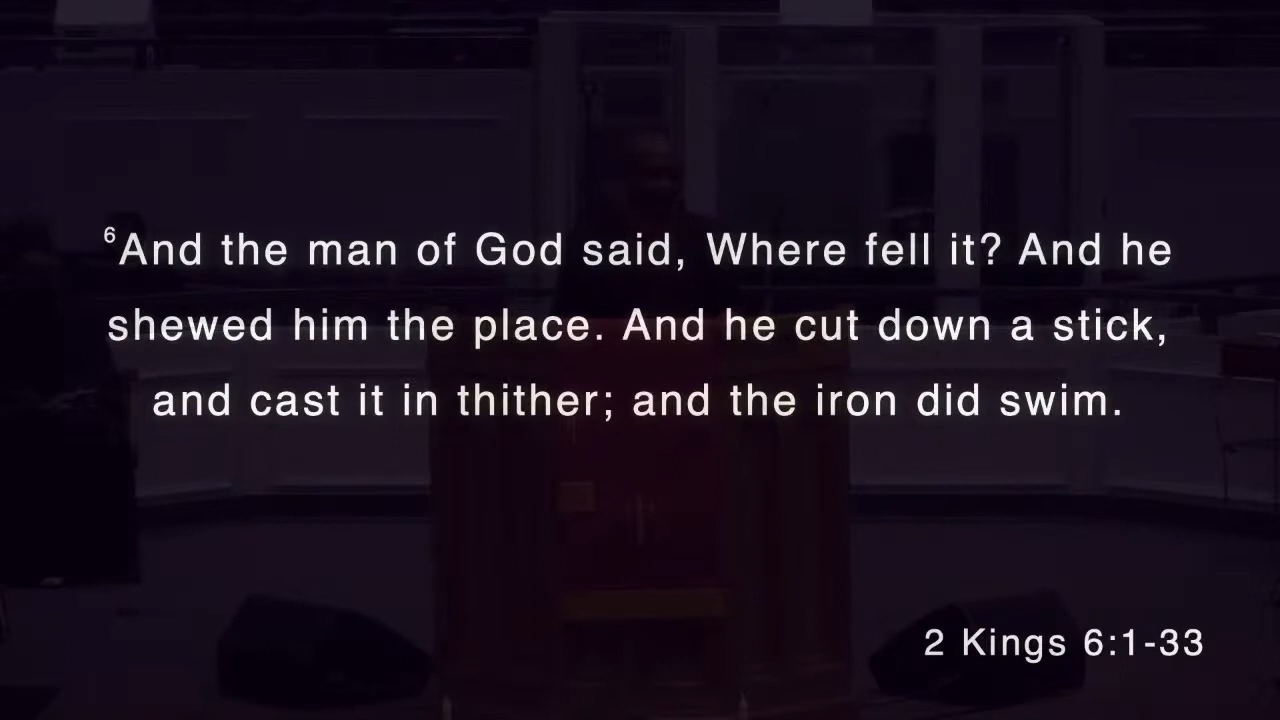 ⁶And the man of God said, Where fell it? And he
shewed him the place. And he cut down a stick,
and cast it in thither; and the iron did swim.
2 Kings 6:1-33